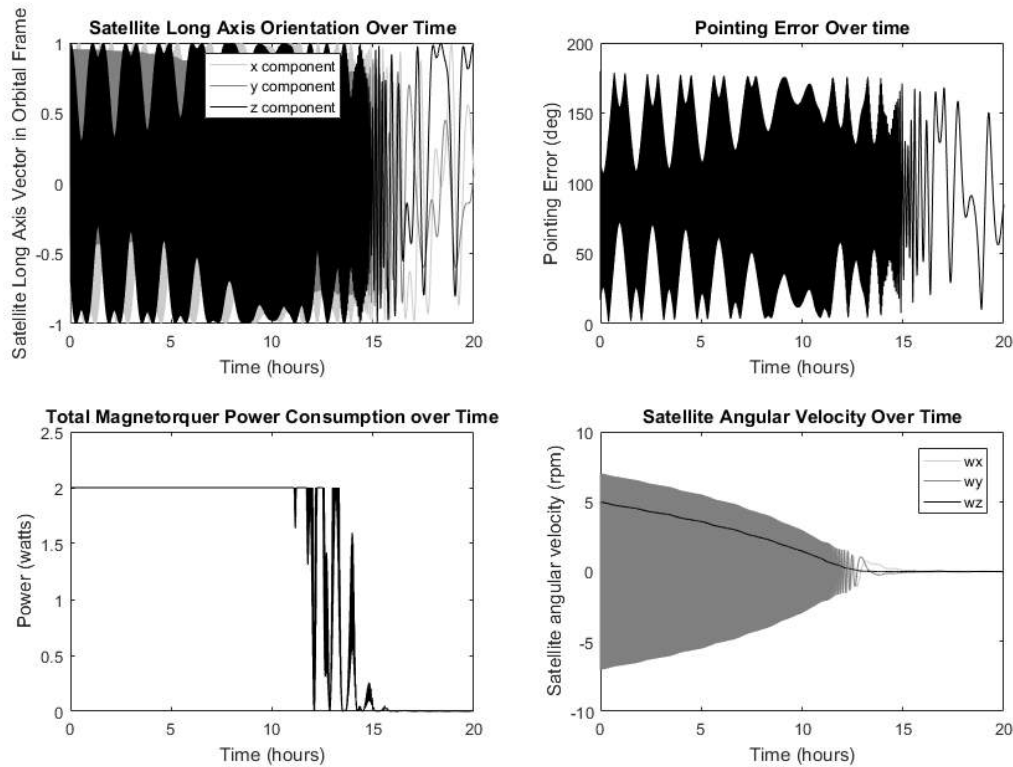 Satellite Long Axis Orientation Over Time
Satellite Long Axis Vector in Orbital Frame
1
0.5
0
-0.5
-1
x component
y component
z component
0 5 10 15 20
Time (hours)
Pointing Error Over time
Pointing Error (deg)
200
150
100
50
0
0 5 10 15 20
Time (hours)
Total Magnetorquer Power Consumption over Time
Power (watts)
2.5
2
1.5
1
0.5
0
0 5 10 15 20
Time (hours)
Satellite Angular Velocity Over Time
Satellite angular velocity (rpm)
10
5
0
-5
-10
wx
wy
wz
0 5 10 15 20
Time (hours)